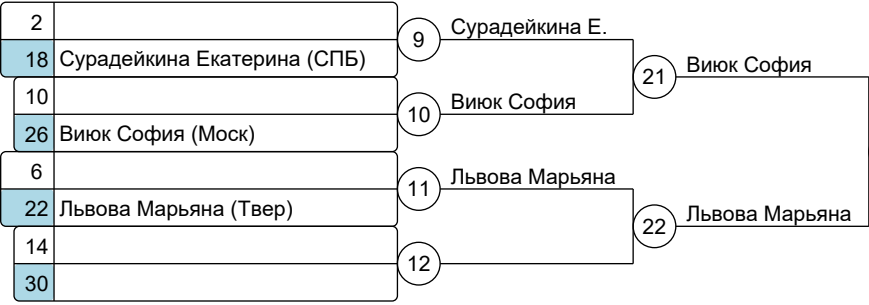 2
18 Сурадейкина Екатерина (СПБ)
9
Сурадейкина Е.
10
26 Виюк София (Моск)
10
Виюк София
21
Виюк София
6
22 Львова Марьяна (Твер)
11
Львова Марьяна
14
30
12
22
Львова Марьяна